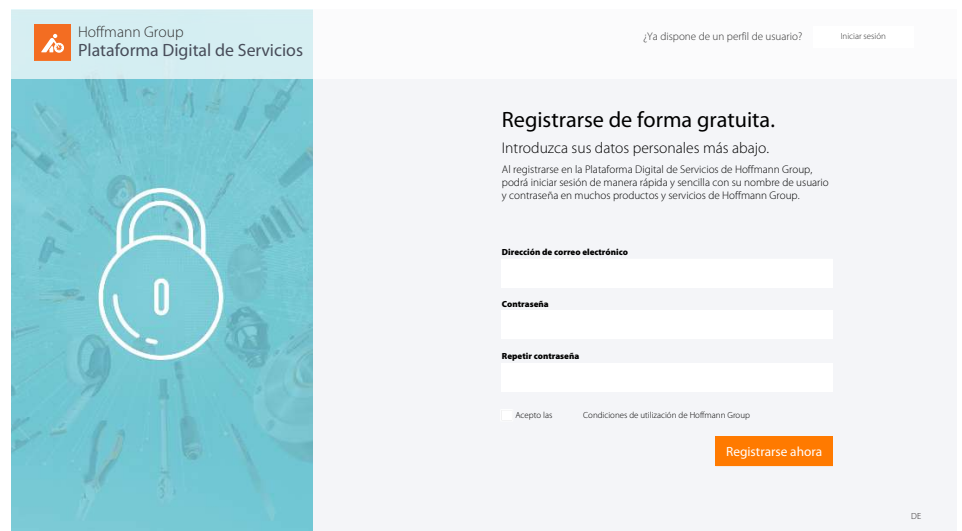 Hoffmann Group
Plataforma Digital de Servicios
¿Ya dispone de un perfil de usuario?
Iniciar sesión
Registrarse de forma gratuita.
Introduzca sus datos personales más abajo.
Al registrarse en la Plataforma Digital de Servicios de Hoffmann Group,
podrá iniciar sesión de manera rápida y sencilla con su nombre de usuario
y contraseña en muchos productos y servicios de Hoffmann Group.
Dirección de correo electrónico
Contraseña
Repetir contraseña
Acepto las Condiciones de utilización de Hoffmann Group
Registrarse ahora
DE